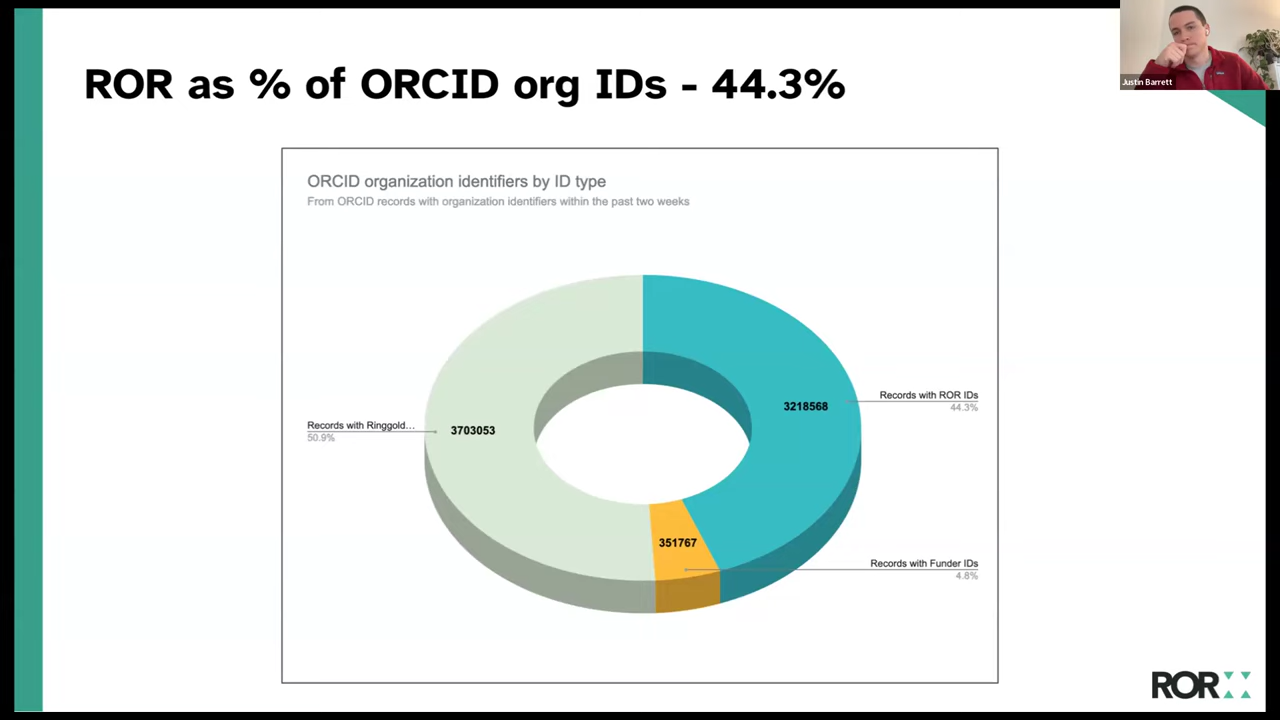 ROR as % of ORCID org IDs - 44.3%
Justin Barrett
ORCID organization identifiers by ID type
From ORCID records with organization identifiers within the past two weeks
3218568
Records with ROR IDs
44.3%
Records with Ringgold...
50.9%
3703053
351767
Records with Funder IDs
4.8%
ROR